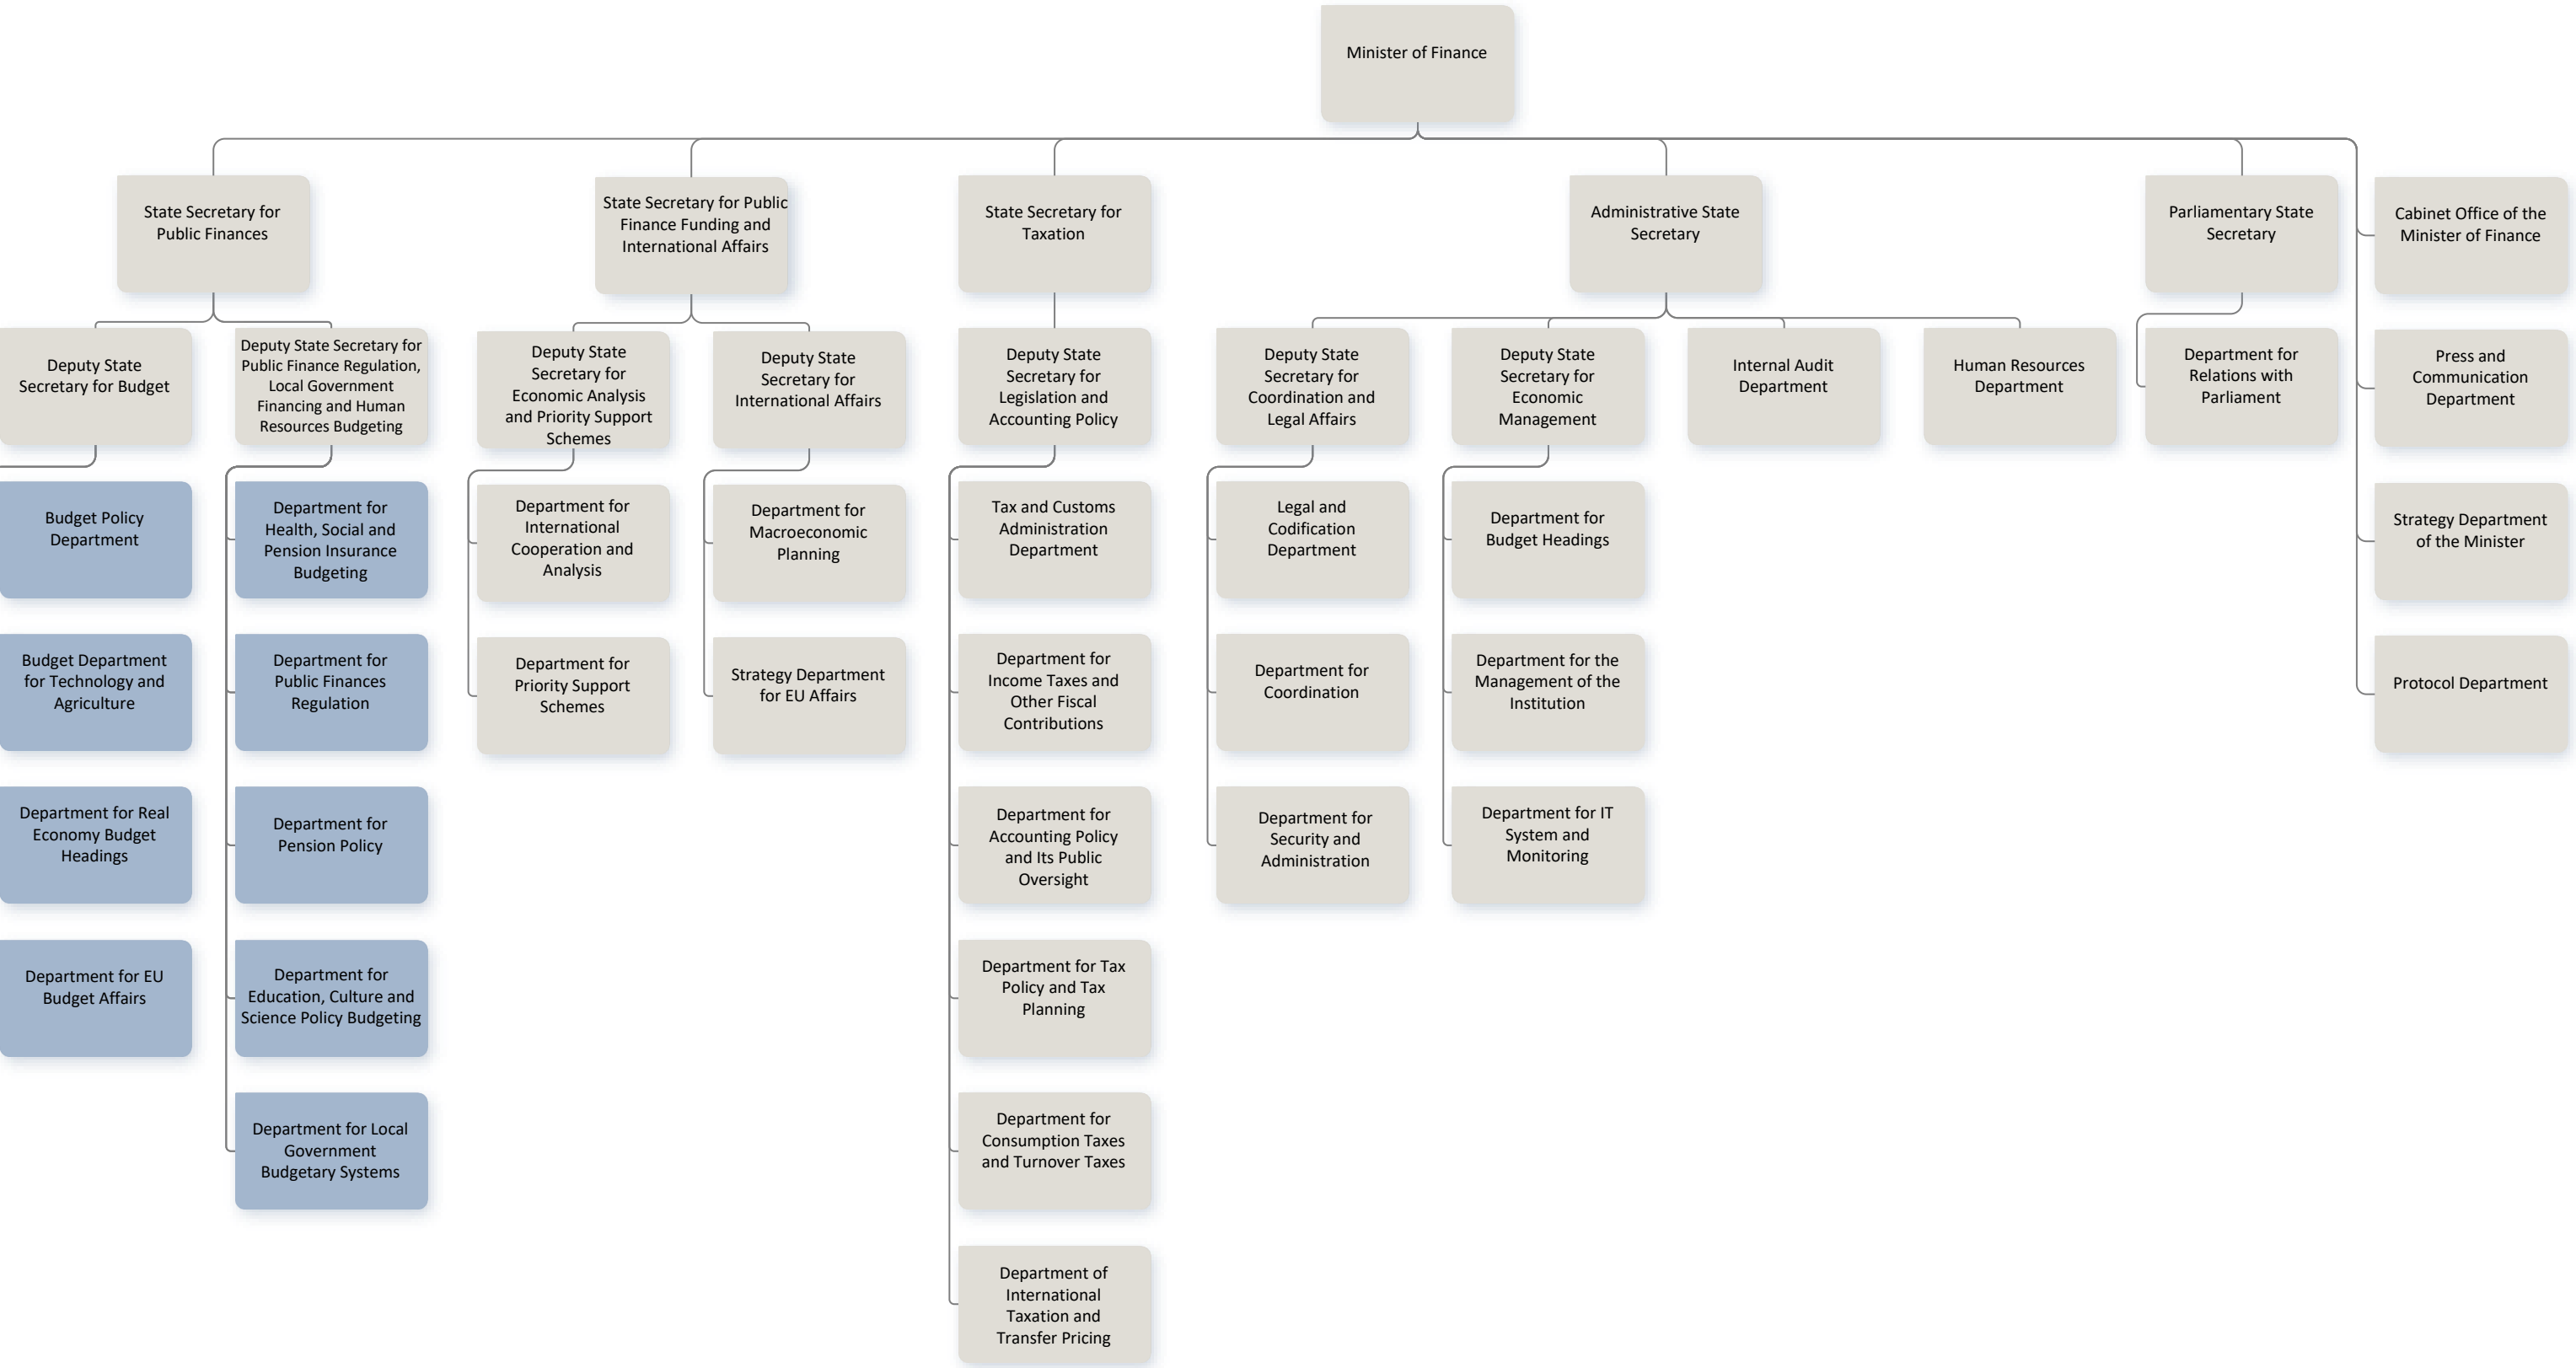 Minister of Finance
State Secretary for
Public Finances
State Secretary for Public
Finance Funding and
International Affairs
State Secretary for
Taxation
Administrative State
Secretary
Parliamentary State
Secretary
Cabinet Office of the
Minister of Finance
Deputy State
Secretary for Budget
Deputy State Secretary for
Public Finance Regulation,
Local Government
Financing and Human
Resources Budgeting
Deputy State
Secretary for
Economic Analysis
and Priority Support
Schemes
Deputy State
Secretary for
International Affairs
Deputy State
Secretary for
Legislation and
Accounting Policy
Deputy State
Secretary for
Coordination and
Legal Affairs
Deputy State
Secretary for
Economic
Management
Internal Audit
Department
Human Resources
Department
Department for
Relations with
Parliament
Press and
Communication
Department
Budget Policy
Department
Department for
Health, Social and
Pension Insurance
Budgeting
Department for
International
Cooperation and
Analysis
Department for
Macroeconomic
Planning
Tax and Customs
Administration
Department
Legal and
Codification
Department
Department for
Budget Headings
Strategy Department
of the Minister
Budget Department
for Technology and
Agriculture
Department for
Public Finances
Regulation
Department for
Priority Support
Schemes
Strategy Department
for EU Affairs
Department for
Income Taxes and
Other Fiscal
Contributions
Department for
Coordination
Department for the
Management of the
Institution
Protocol Department
Department for Real
Economy Budget
Headings
Department for
Pension Policy
Department for
Accounting Policy
and Its Public
Oversight
Department for
Security and
Administration
Department for IT
System and
Monitoring
Department for EU
Budget Affairs
Department for
Education, Culture and
Science Policy Budgeting
Department for Tax
Policy and Tax
Planning
Department for Local
Government
Budgetary Systems
Department for
Consumption Taxes
and Turnover Taxes
Department of
International
Taxation and
Transfer Pricing